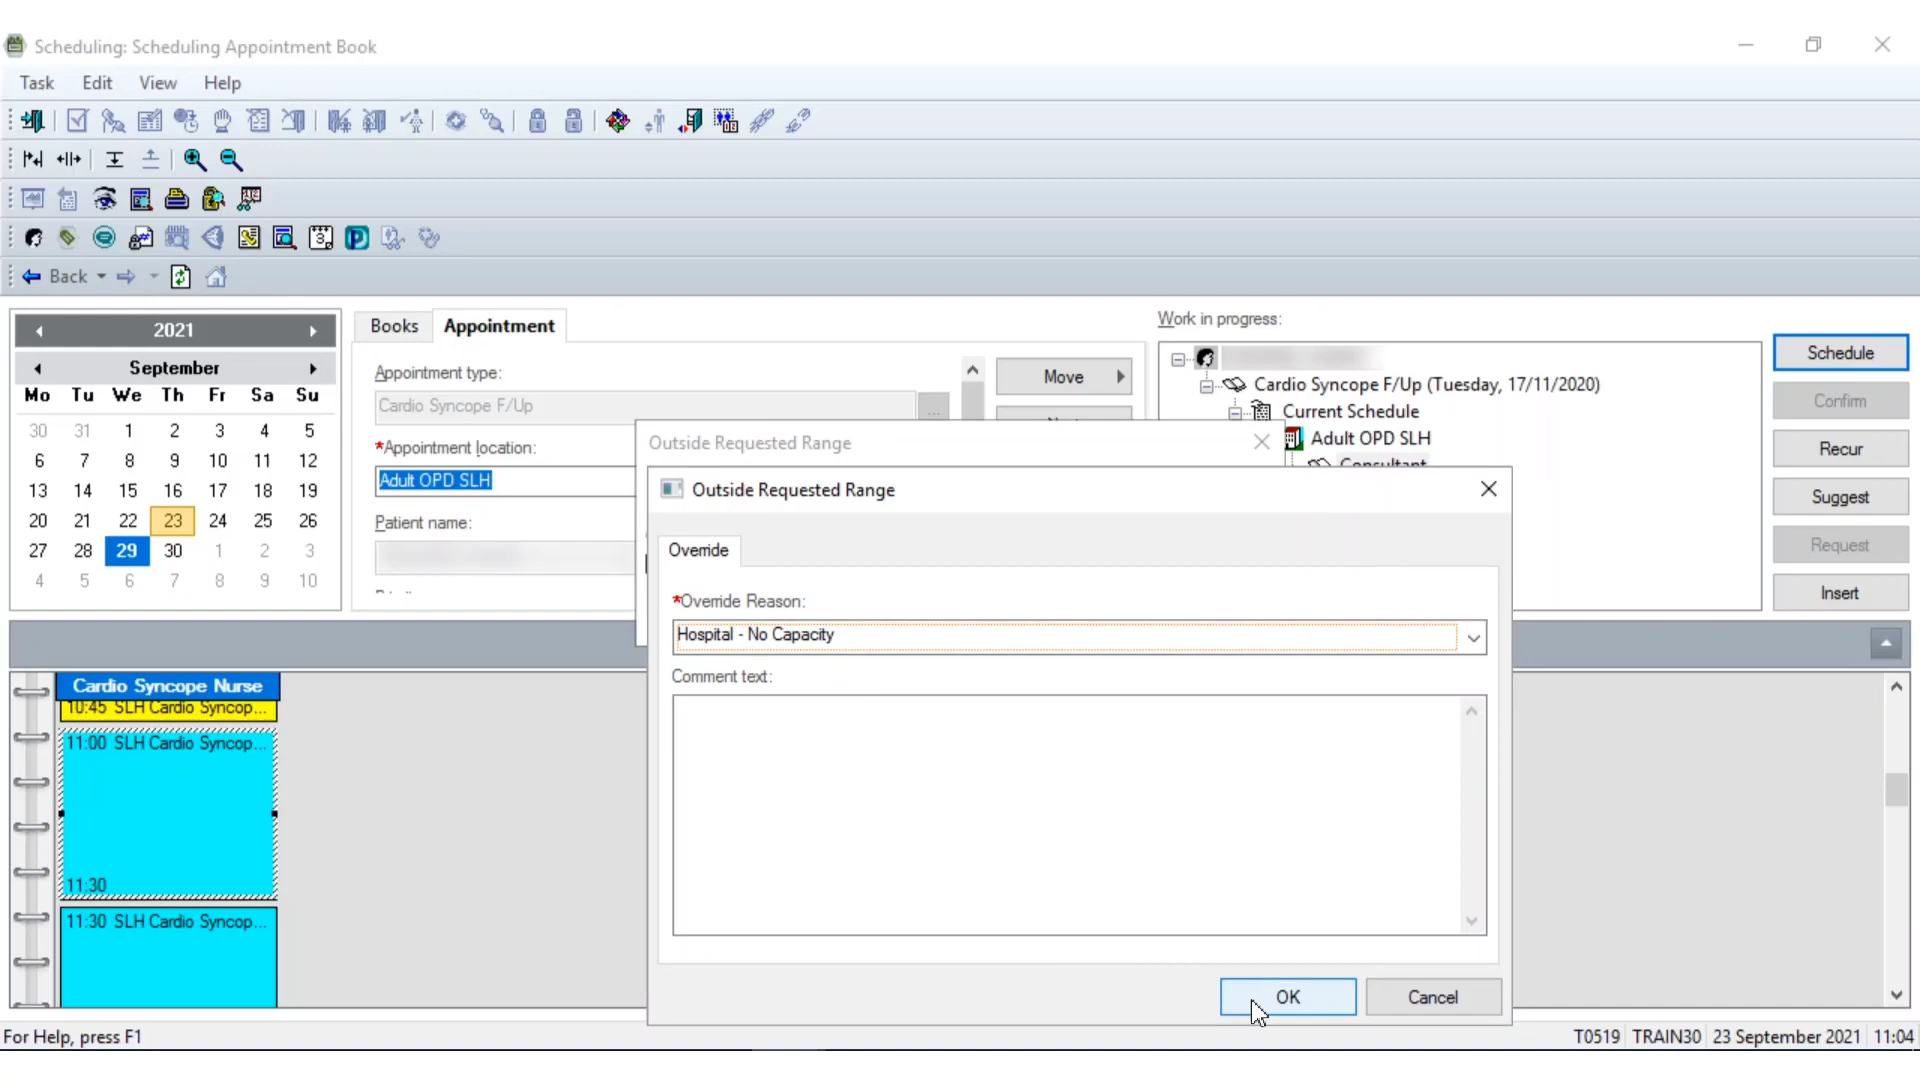 Scheduling: Scheduling Appointment Book
Task Edit View Help
Back
2021
September
Mo Tu We Th Fr Sa Su
30 31 1 2 3 4 5
6 7 8 9 10 11 12
13 14 15 16 17 18 19
20 21 22 23 24 25 26
27 28 29 30 1 2 3
4 5 6 7 8 9 10
Books Appointment
Appointment type:
Cardio Syncope F/Up
...
*Appointment location:
Adult OPD SLH
Patient name:
Move
Work in progress:
Cardio Syncope F/Up (Tuesday, 17/11/2020)
Current Schedule
Adult OPD SLH
Consultant
Schedule
Confirm
Recur
Suggest
Request
Insert
Outside Requested Range
Outside Requested Range
Override
*Override Reason:
Hospital - No Capacity
Comment text:
OK Cancel
Cardio Syncope Nurse
10:45 SLH Cardio Syncop...
11:00 SLH Cardio Syncop...
11:30
11:30 SLH Cardio Syncop...
For Help, press F1
T0519 TRAIN30 23 September 2021 11:04